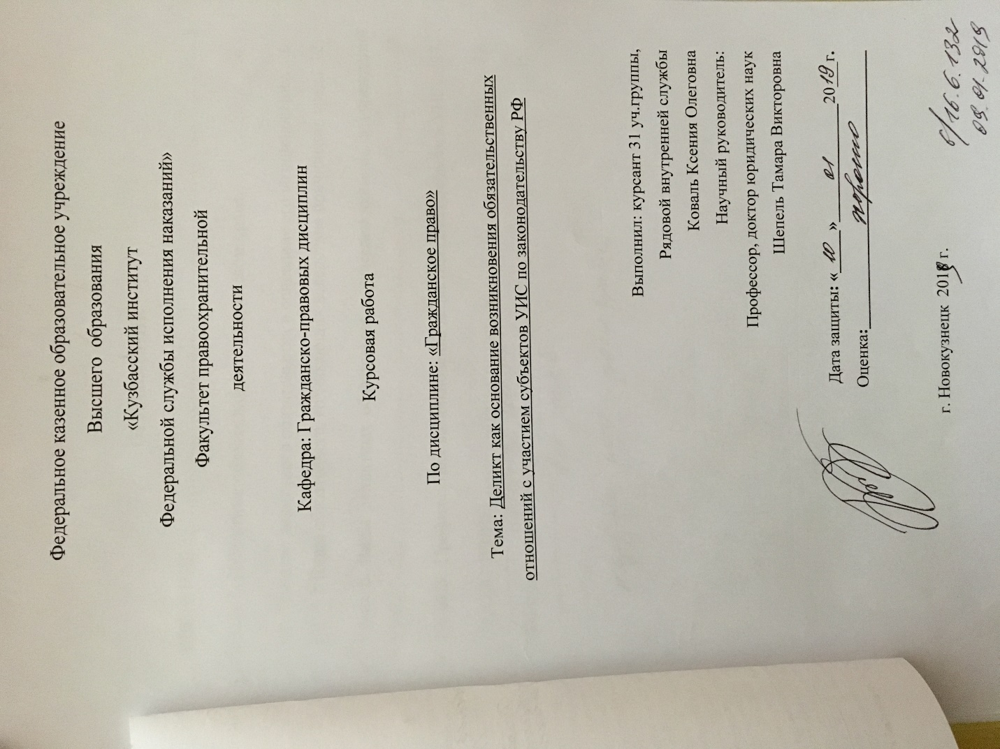 Федеральное казенное образовательное учреждение
Высшего образования
«Кузбасский институт
Федеральной службы исполнения наказаний»
Факультет правоохранительной
деятельности
Кафедра: Гражданско-правовых дисциплин
Курсовая работа
По дисциплине: «Гражданское право»
Тема: Деликт как основание возникновения обязательственных
отношений с участием субъектов УИС по законодательству РФ
Выполнил: курсант 31 уч.группы,
Рядовой внутренней службы
Коваль Ксения Олеговна
Научный руководитель:
Профессор, доктор юридических наук
Шепель Тамара Викторовна
Дата защиты: «10» 01 2019 г.
Оценка: хорошо
г. Новокузнецк 2019 г.
б/16.6.132
09.01.2019